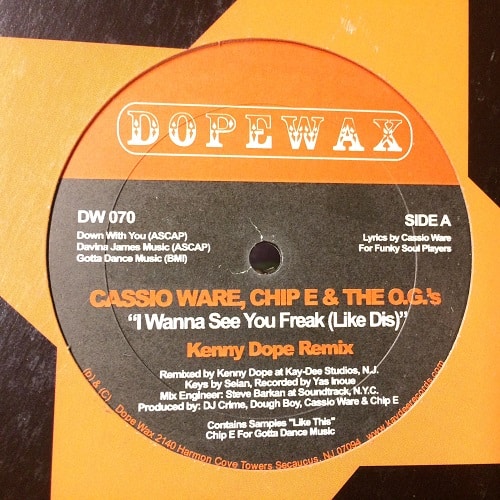 DOPEWAX
DW 070
SIDE A
Down With You (ASCAP)
Davina James Music (ASCAP)
Gotta Dance Music (BMI)
Lyrics by Cassio Ware
For Funky Soul Players
CASSIO WARE, CHIP E & THE O.G.'s
"I Wanna See You Freak (Like Dis)"
Kenny Dope Remix
Remixed by Kenny Dope at Kay-Dee Studios, N.J.
Keys by Selan, Recorded by Yas Inoue
Mix Engineer: Steve Barkan at Soundtrack, N.Y.C.
Produced by: DJ Crime, Dough Boy, Cassio Ware & Chip E
Contains Samples "Like This"
Chip E For Gotta Dance Music
(p) & (C) Dope Wax 2140 Harmon Cove Towers Secaucus, NJ 07094 www.kaydeerecords.com